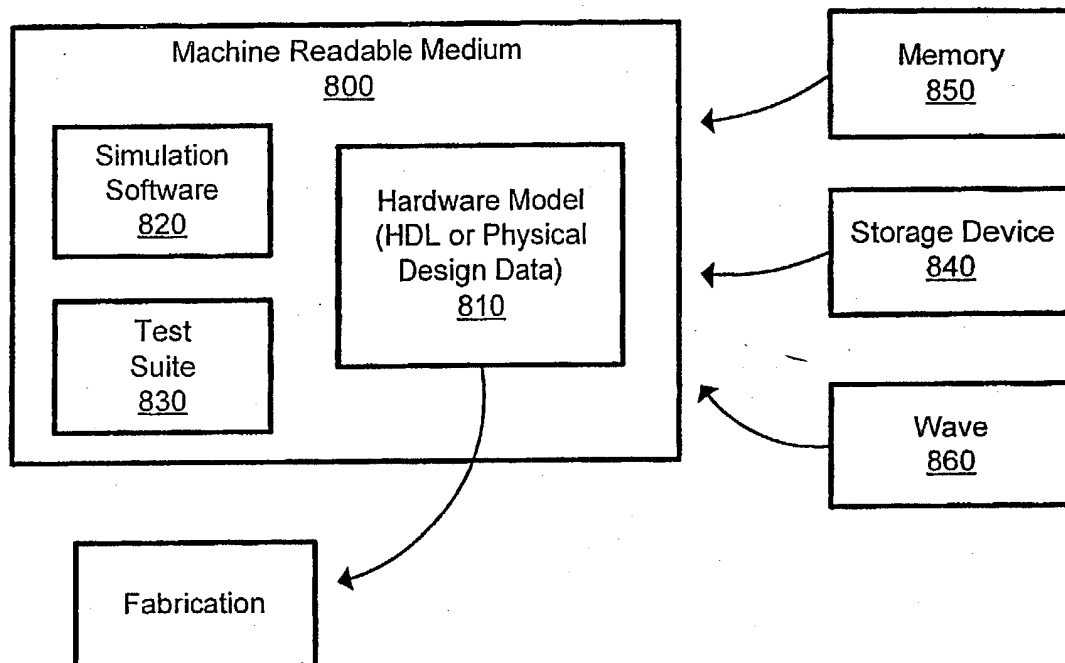 Machine Readable Medium
800
Simulation
Software
820
Test
Suite
830
Hardware Model
(HDL or Physical
Design Data)
810
Memory
850
Storage Device
840
Wave
860
Fabrication